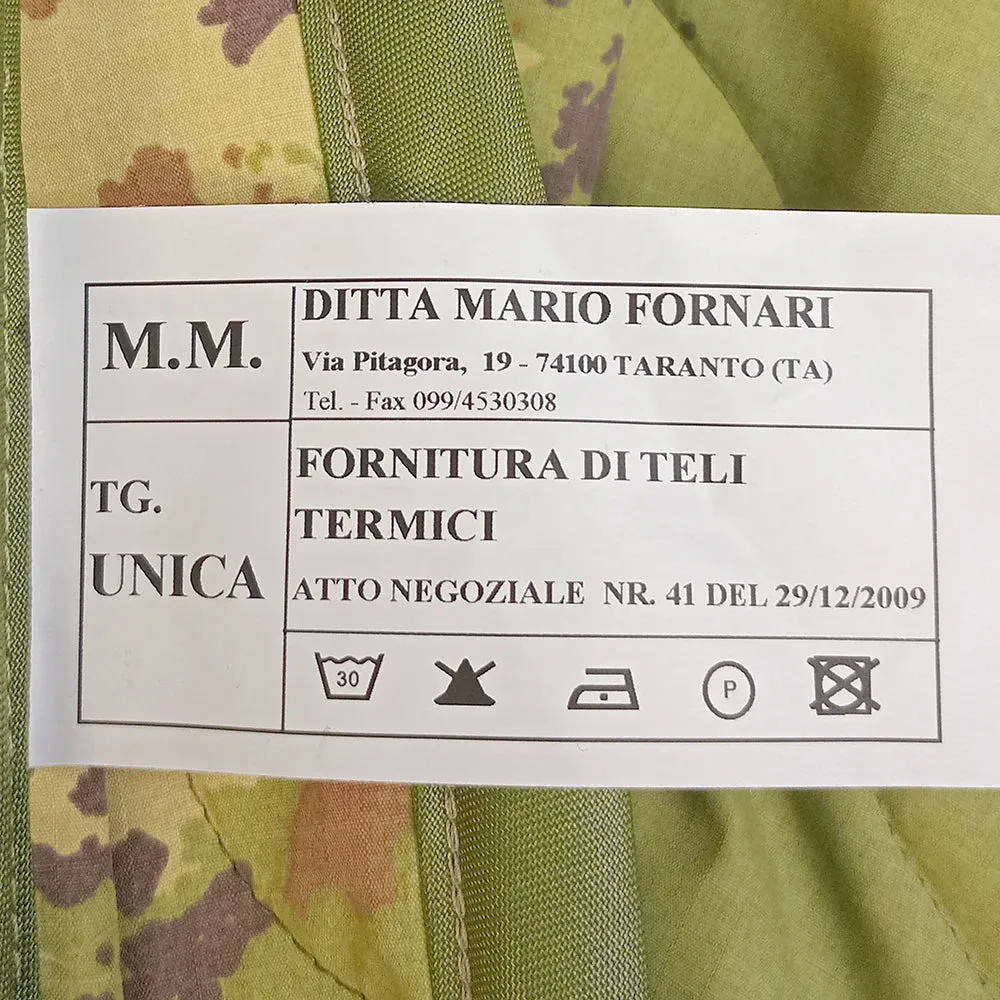 M.M.
DITTA MARIO FORNARI
Via Pitagora, 19 - 74100 TARANTO (TA)
Tel. - Fax 099/4530308
TG.
UNICA
FORNITURA DI TELI
TERMICI
ATTO NEGOZIALE NR. 41 DEL 29/12/2009
30
P